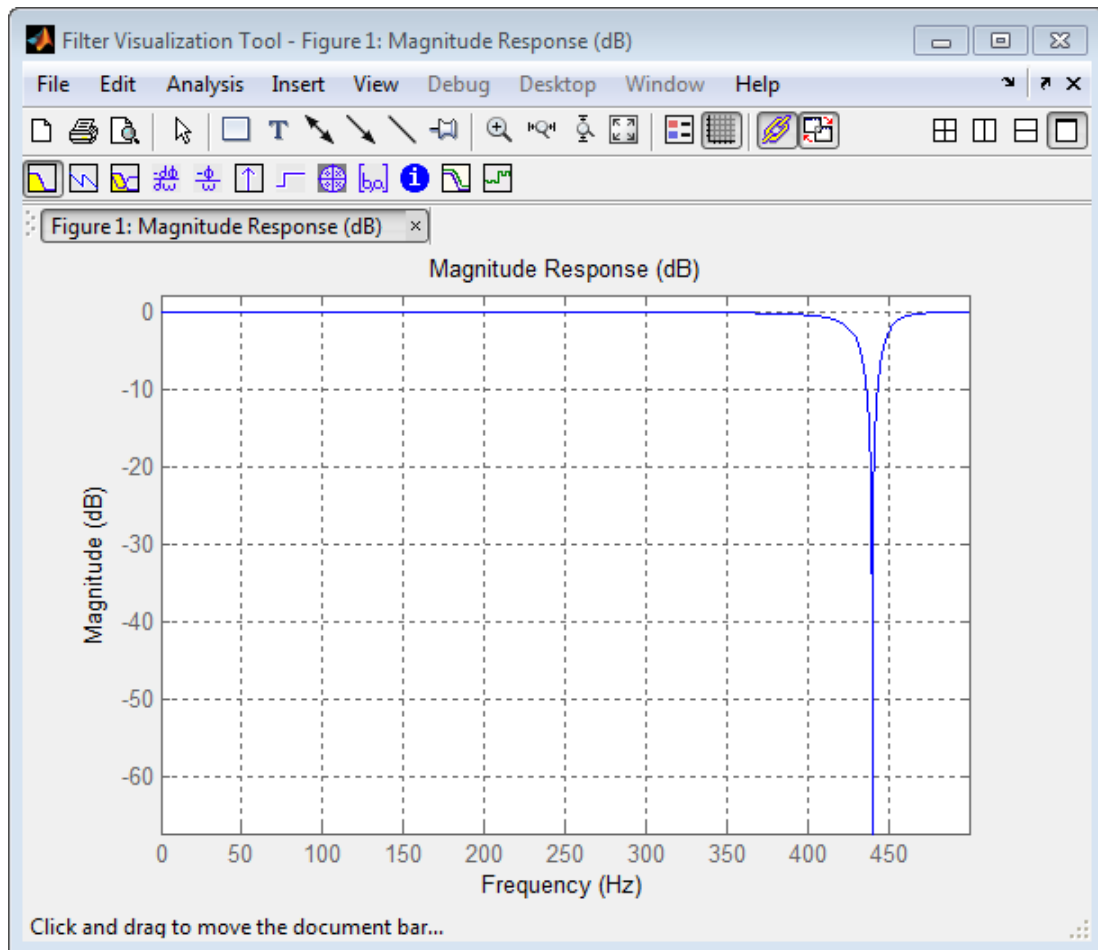 Filter Visualization Tool - Figure 1: Magnitude Response (dB)
File Edit Analysis Insert View Debug Desktop Window Help
Figure 1: Magnitude Response (dB)
Magnitude Response (dB)
0
-10
-20
-30
-40
-50
-60
Magnitude (dB)
0 50 100 150 200 250 300 350 400 450
Frequency (Hz)
Click and drag to move the document bar...